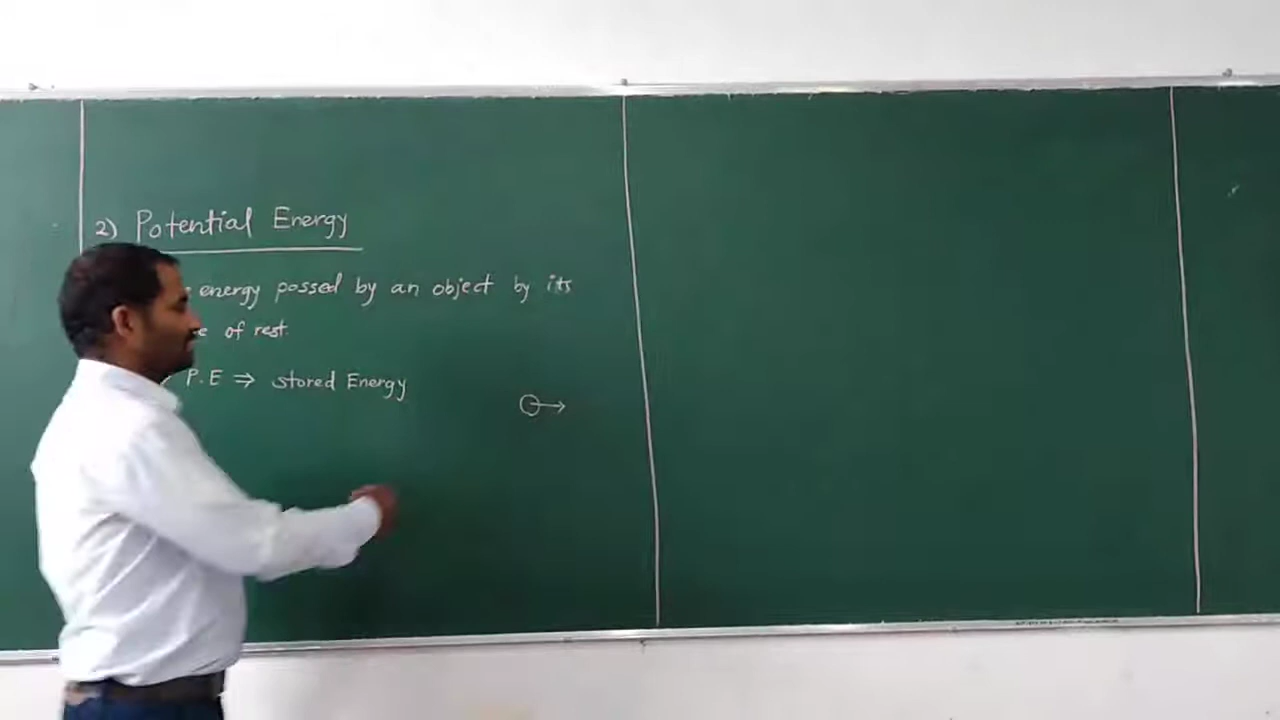 2) Potential Energy
energy possed by an object by its
of rest.
P.E ⇒ stored Energy